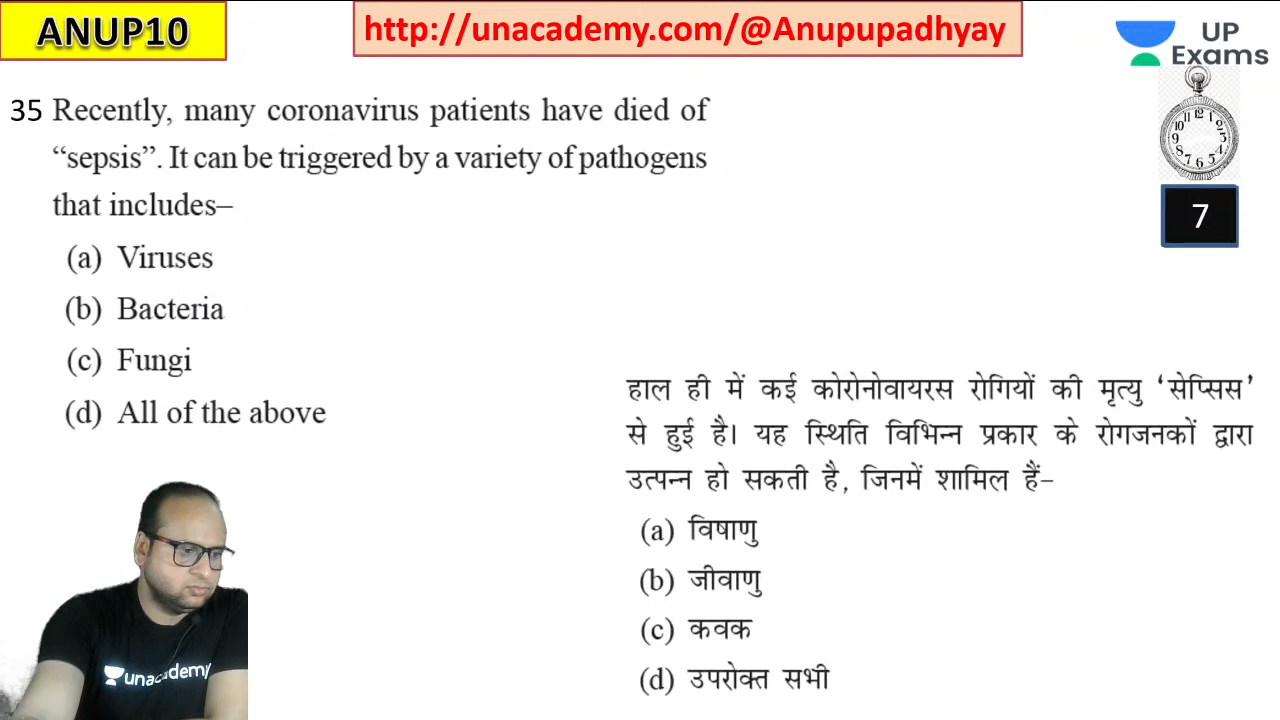 ANUP10
http://unacademy.com/@Anupupadhyay
UP
Exams
35 Recently, many coronavirus patients have died of
“sepsis”. It can be triggered by a variety of pathogens
that includes–
(a) Viruses
(b) Bacteria
(c) Fungi
(d) All of the above
7
हाल ही में कई कोरोनोवायरस रोगियों की मृत्यु ‘सेप्सिस’
से हुई है। यह स्थिति विभिन्न प्रकार के रोगजनकों द्वारा
उत्पन्न हो सकती है, जिनमें शामिल हैं–
(a) विषाणु
(b) जीवाणु
(c) कवक
(d) उपरोक्त सभी
unacademy